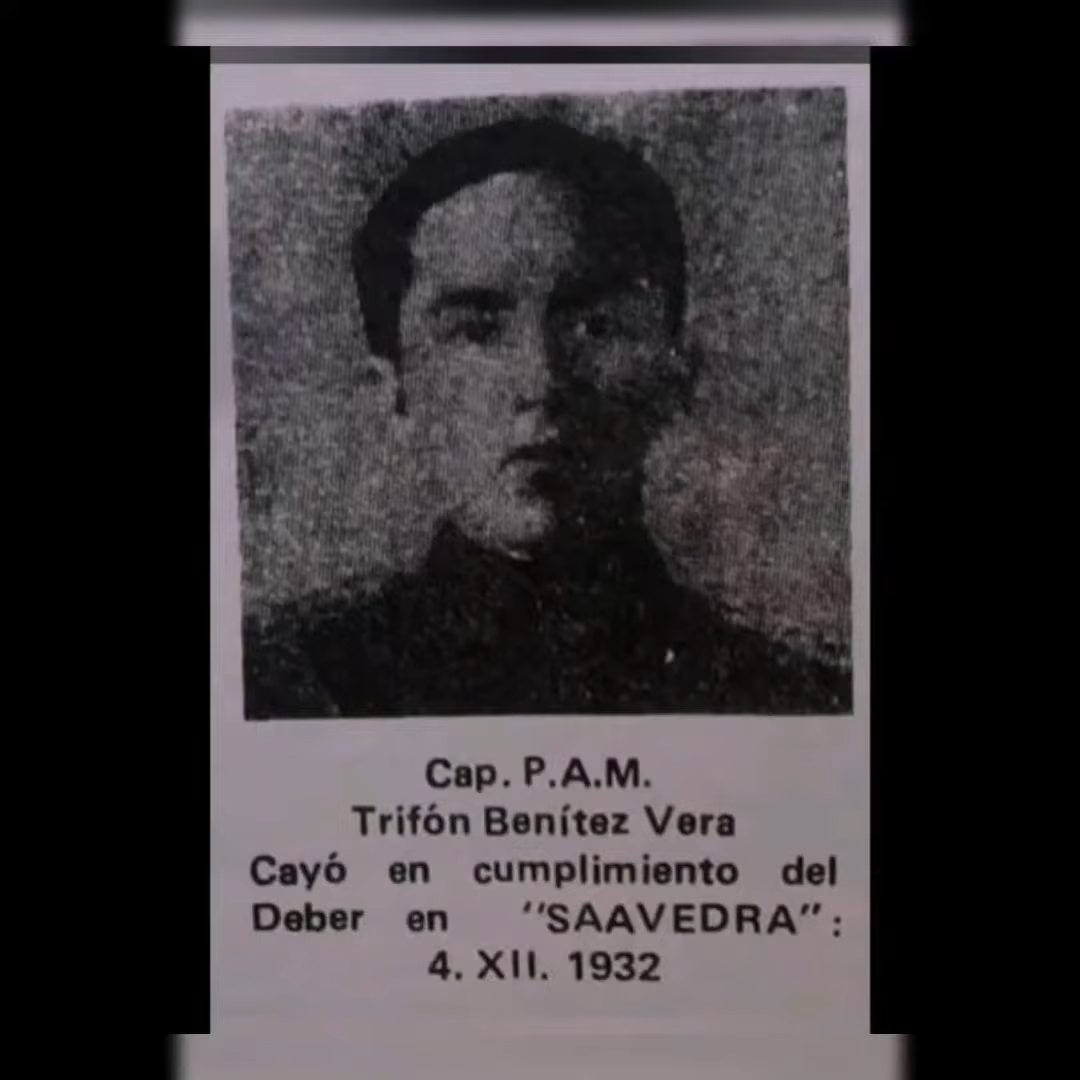 Cap. P.A.M.
Trifón Benítez Vera
Cayó en cumplimiento del
Deber en "SAAVEDRA":
4. XII. 1932